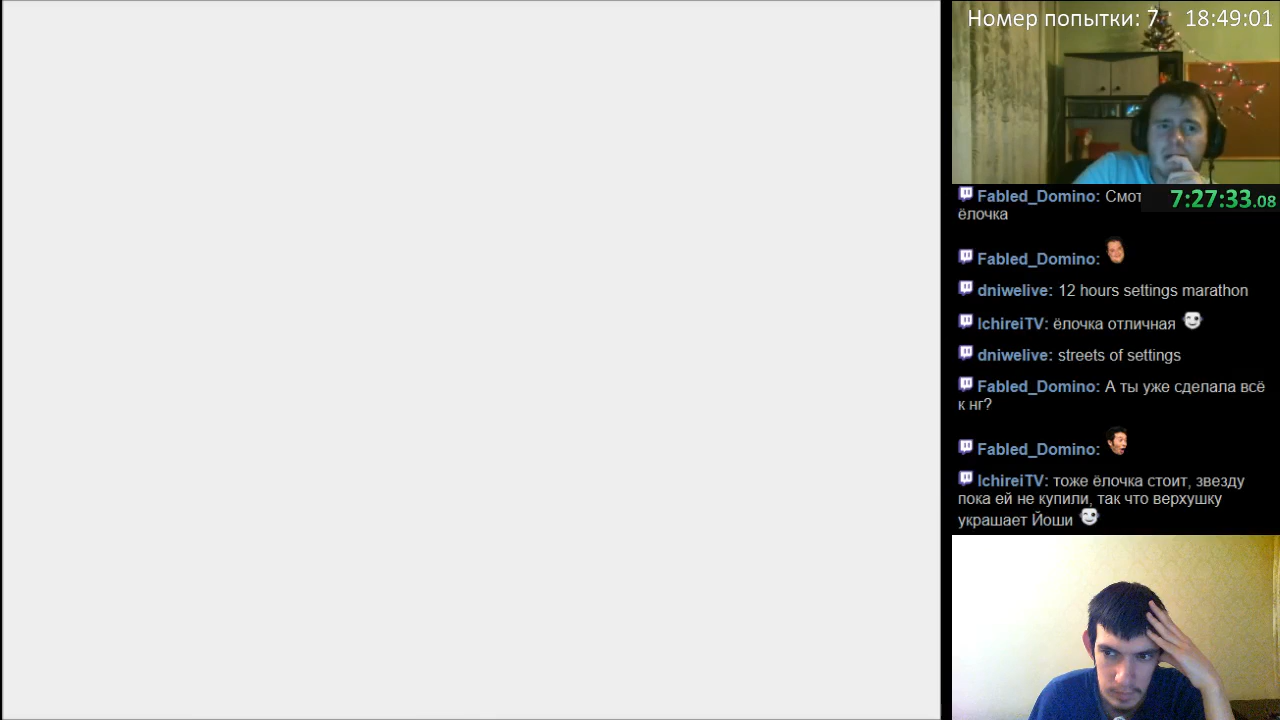 Номер попытки: 7 18:49:01
Fabled_Domino: Смот
7:27:33.08
ёлочка
Fabled_Domino:
dniwelive: 12 hours settings marathon
IchireiTV: ёлочка отличная
dniwelive: streets of settings
Fabled_Domino: А ты уже сделала всё
к нг?
Fabled_Domino:
IchireiTV: тоже ёлочка стоит, звезду
пока ей не купили, так что верхушку
украшает Йоши